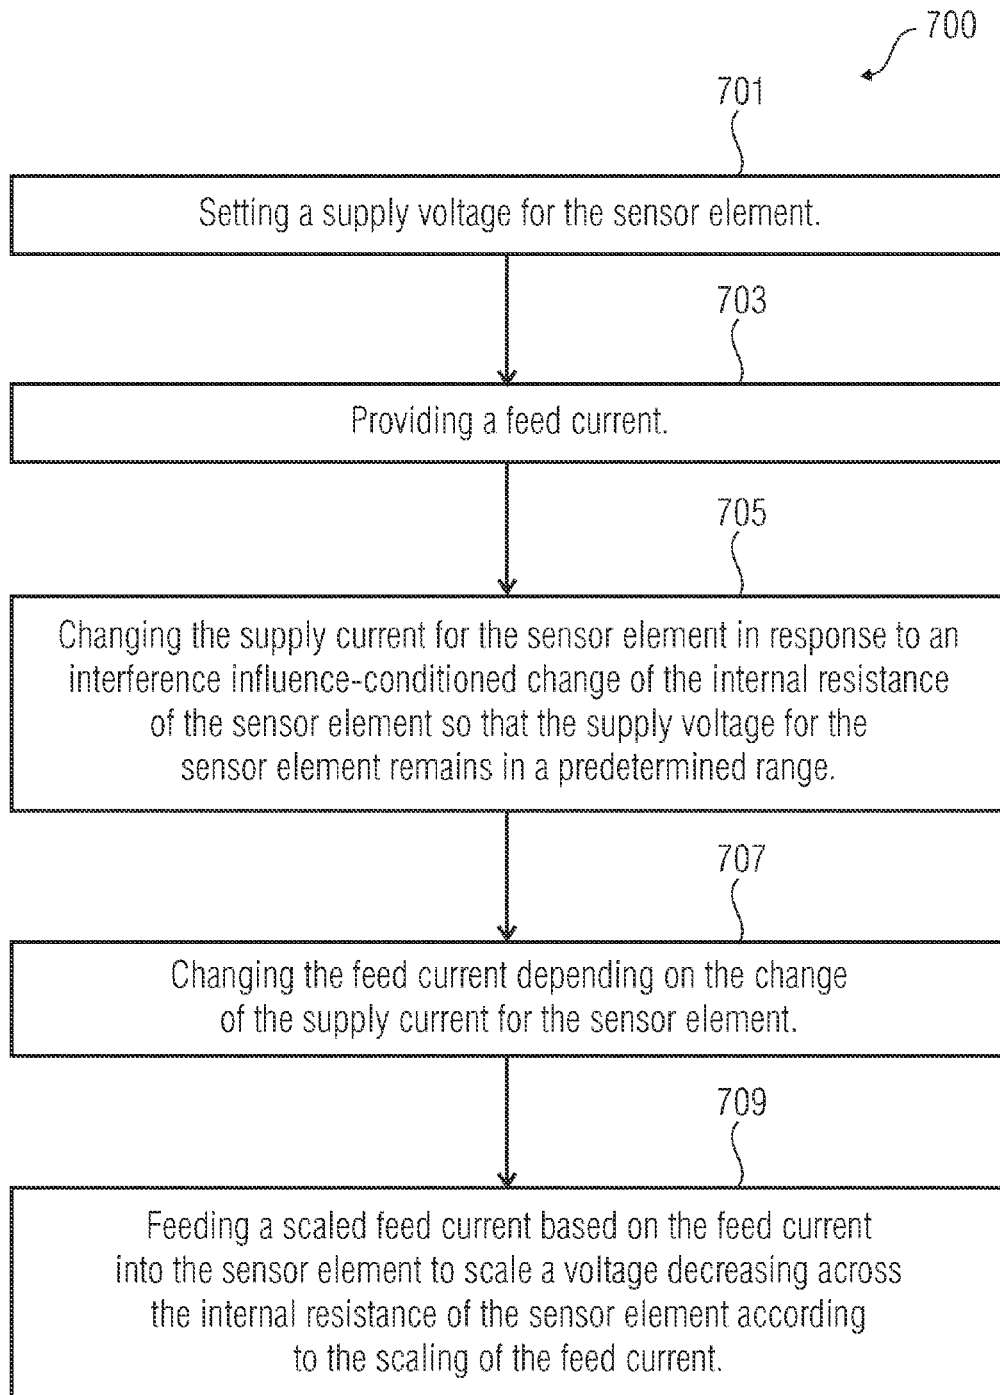 700
701
Setting a supply voltage for the sensor element.
703
Providing a feed current.
705
Changing the supply current for the sensor element in response to an
interference influence-conditioned change of the internal resistance
of the sensor element so that the supply voltage for the
sensor element remains in a predetermined range.
707
Changing the feed current depending on the change
of the supply current for the sensor element.
709
Feeding a scaled feed current based on the feed current
into the sensor element to scale a voltage decreasing across
the internal resistance of the sensor element according
to the scaling of the feed current.